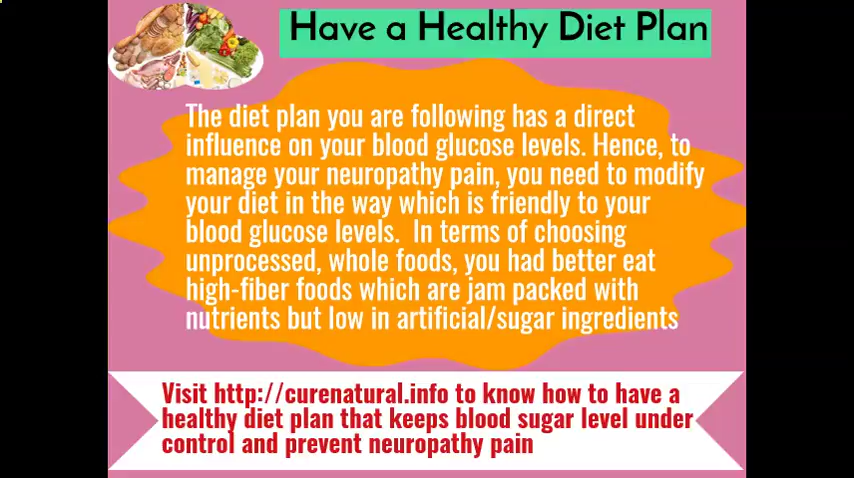 Have a Healthy Diet Plan
The diet plan you are following has a direct
influence on your blood glucose levels. Hence, to
manage your neuropathy pain, you need to modify
your diet in the way which is friendly to your
blood glucose levels.  In terms of choosing
unprocessed, whole foods, you had better eat
high-fiber foods which are jam packed with
nutrients but low in artificial/sugar ingredients
Visit http://curenatural.info to know how to have a
healthy diet plan that keeps blood sugar level under
control and prevent neuropathy pain